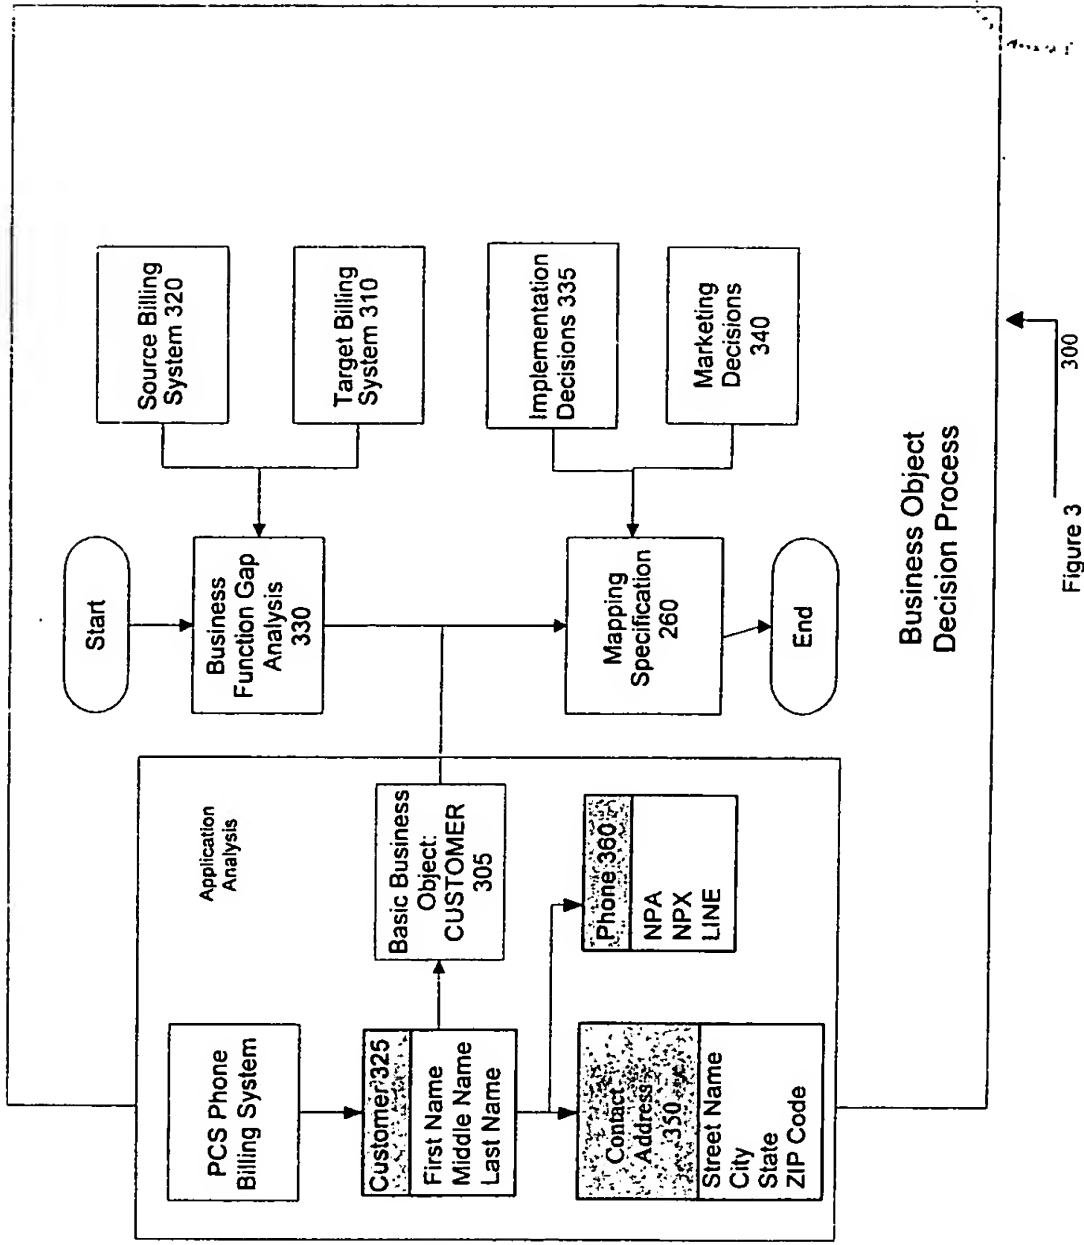 Start
Business
Function Gap
Analysis
330
Source Billing
System 320
Target Billing
System 310
Mapping
Specification
260
Implementation
Decisions 335
Marketing
Decisions
340
End
Application
Analysis
PCS Phone
Billing System
Customer 325
First Name
Middle Name
Last Name
Basic Business
Object:
CUSTOMER
305
Contact
Address
350
Street Name
City
State
ZIP Code
Phone 360
NPA
NPX
LINE
Business Object
Decision Process
300
Figure 3